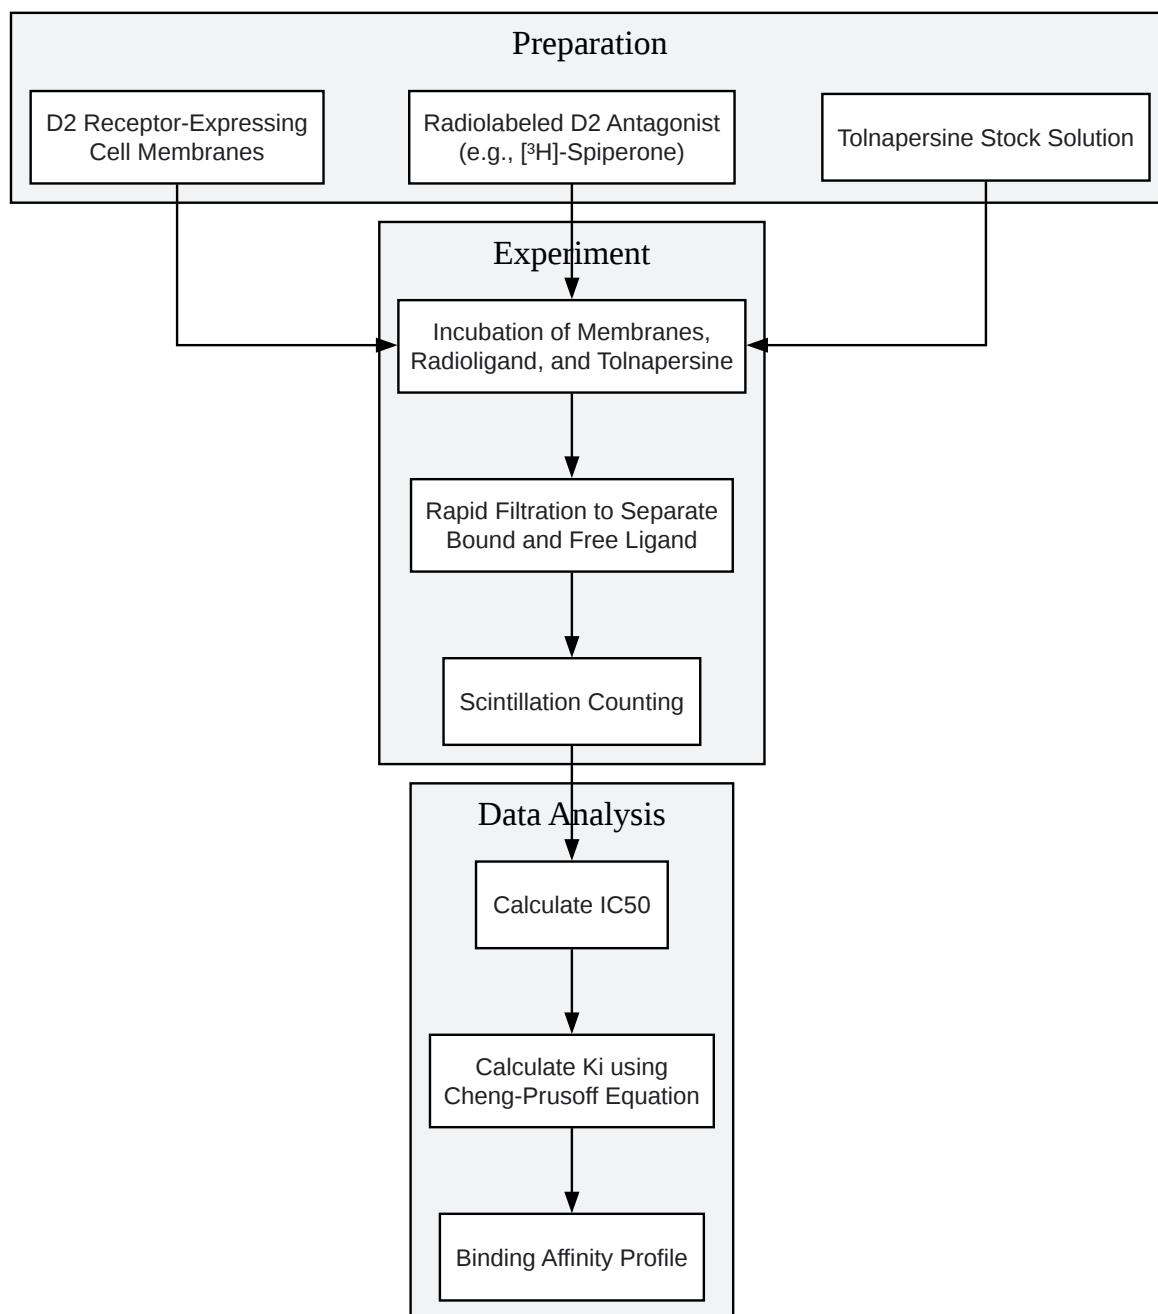 Preparation
D2 Receptor-Expressing
Cell Membranes
Radiolabeled D2 Antagonist
(e.g., [³H]-Spiperone)
Tolnapersine Stock Solution
Experiment
Incubation of Membranes,
Radioligand, and Tolnapersine
Rapid Filtration to Separate
Bound and Free Ligand
Scintillation Counting
Data Analysis
Calculate IC50
Calculate Ki using
Cheng-Prusoff Equation
Binding Affinity Profile